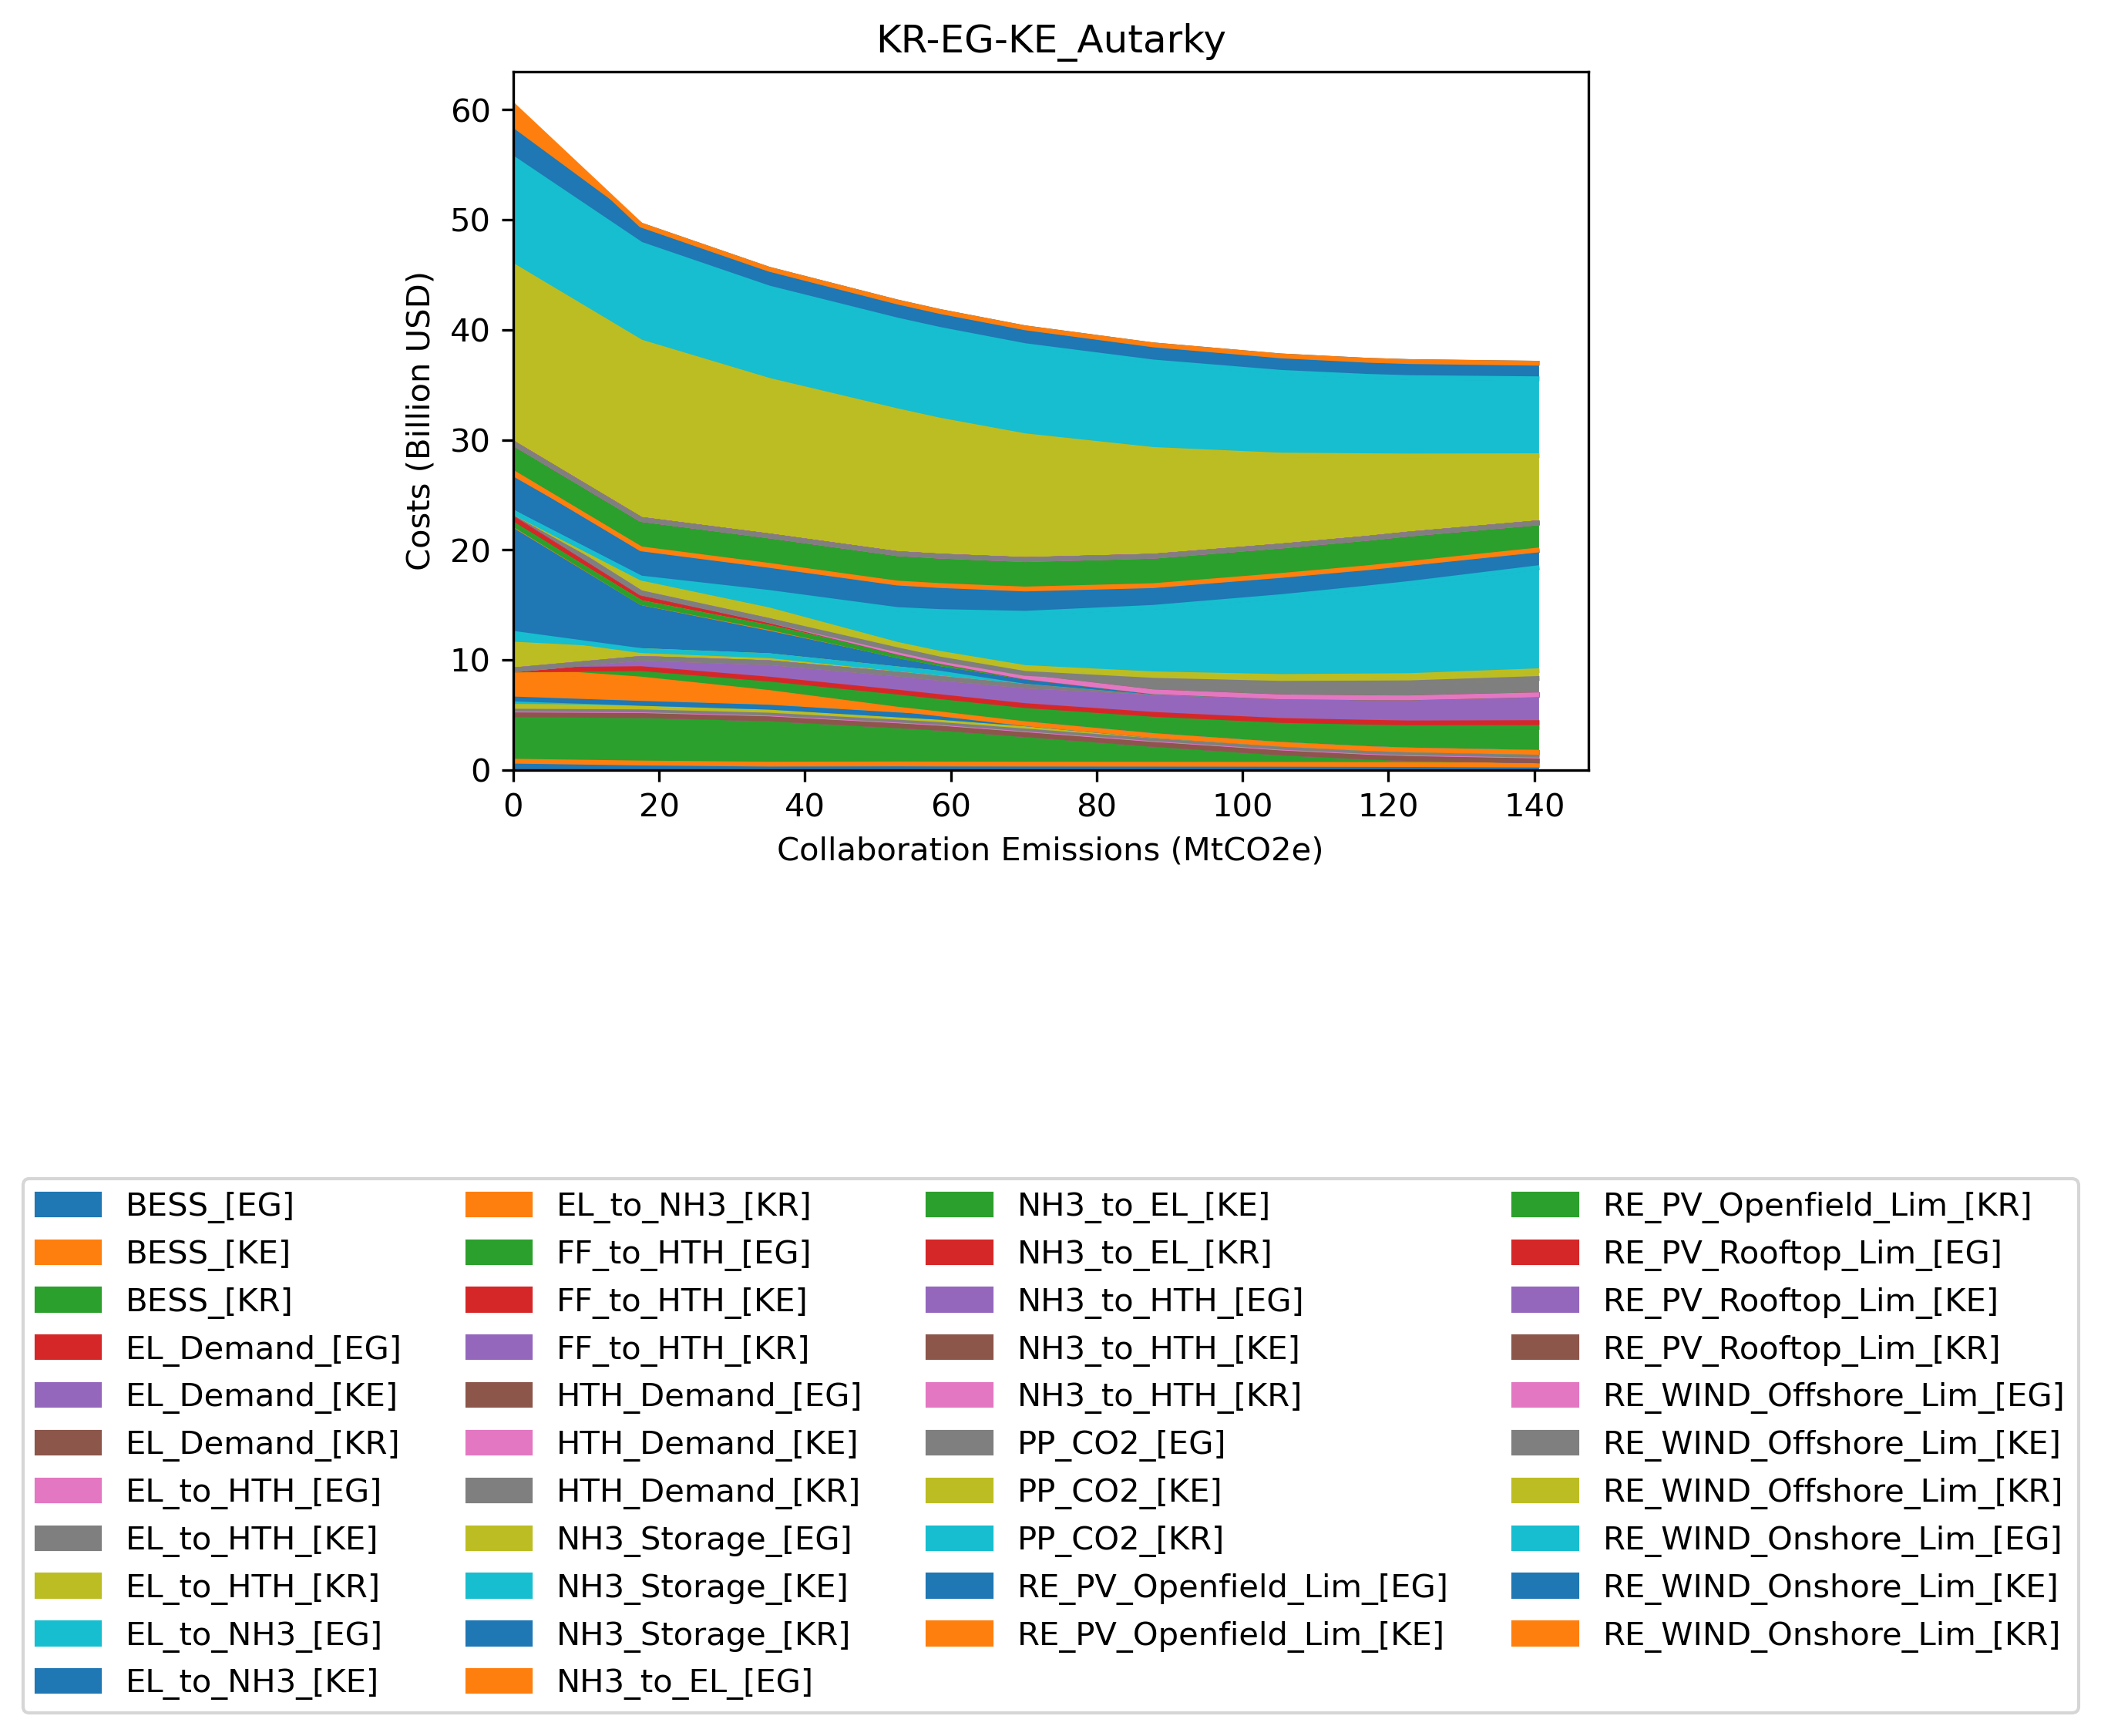 KR-EG-KE_Autarky
60
50
40
30
20
10
0
Costs (Billion USD)
0 20 40 60 80 100 120 140
Collaboration Emissions (MtCO2e)
BESS_[EG]
BESS_[KE]
BESS_[KR]
EL_Demand_[EG]
EL_Demand_[KE]
EL_Demand_[KR]
EL_to_HTH_[EG]
EL_to_HTH_[KE]
EL_to_HTH_[KR]
EL_to_NH3_[EG]
EL_to_NH3_[KE]
EL_to_NH3_[KR]
FF_to_HTH_[EG]
FF_to_HTH_[KE]
FF_to_HTH_[KR]
HTH_Demand_[EG]
HTH_Demand_[KE]
HTH_Demand_[KR]
NH3_Storage_[EG]
NH3_Storage_[KE]
NH3_Storage_[KR]
NH3_to_EL_[EG]
NH3_to_EL_[KE]
NH3_to_EL_[KR]
NH3_to_HTH_[EG]
NH3_to_HTH_[KE]
NH3_to_HTH_[KR]
PP_CO2_[EG]
PP_CO2_[KE]
PP_CO2_[KR]
RE_PV_Openfield_Lim_[EG]
RE_PV_Openfield_Lim_[KE]
RE_PV_Openfield_Lim_[KR]
RE_PV_Rooftop_Lim_[EG]
RE_PV_Rooftop_Lim_[KE]
RE_PV_Rooftop_Lim_[KR]
RE_WIND_Offshore_Lim_[EG]
RE_WIND_Offshore_Lim_[KE]
RE_WIND_Offshore_Lim_[KR]
RE_WIND_Onshore_Lim_[EG]
RE_WIND_Onshore_Lim_[KE]
RE_WIND_Onshore_Lim_[KR]